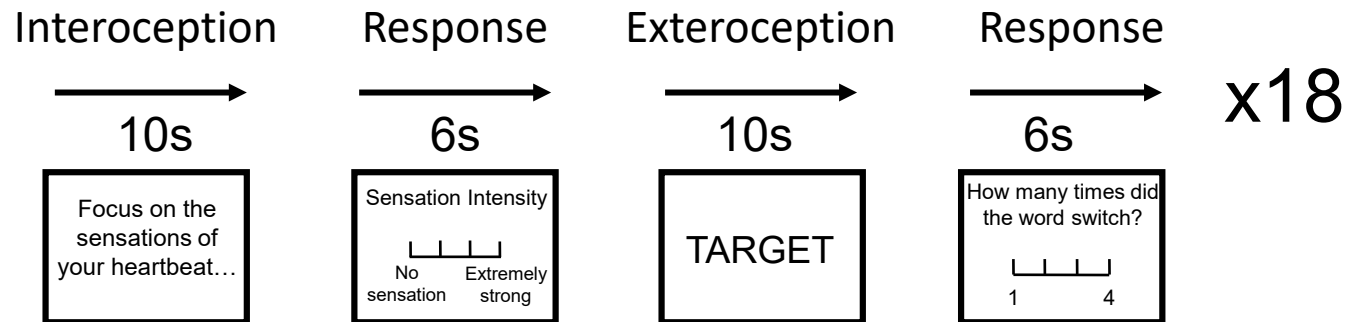 Interoception
Response
Exteroception
Response
x18
10s
6s
10s
6s
Focus on the
sensations of
your heartbeat…
Sensation Intensity
No
sensation
Extremely
strong
TARGET
How many times did
the word switch?
1
4